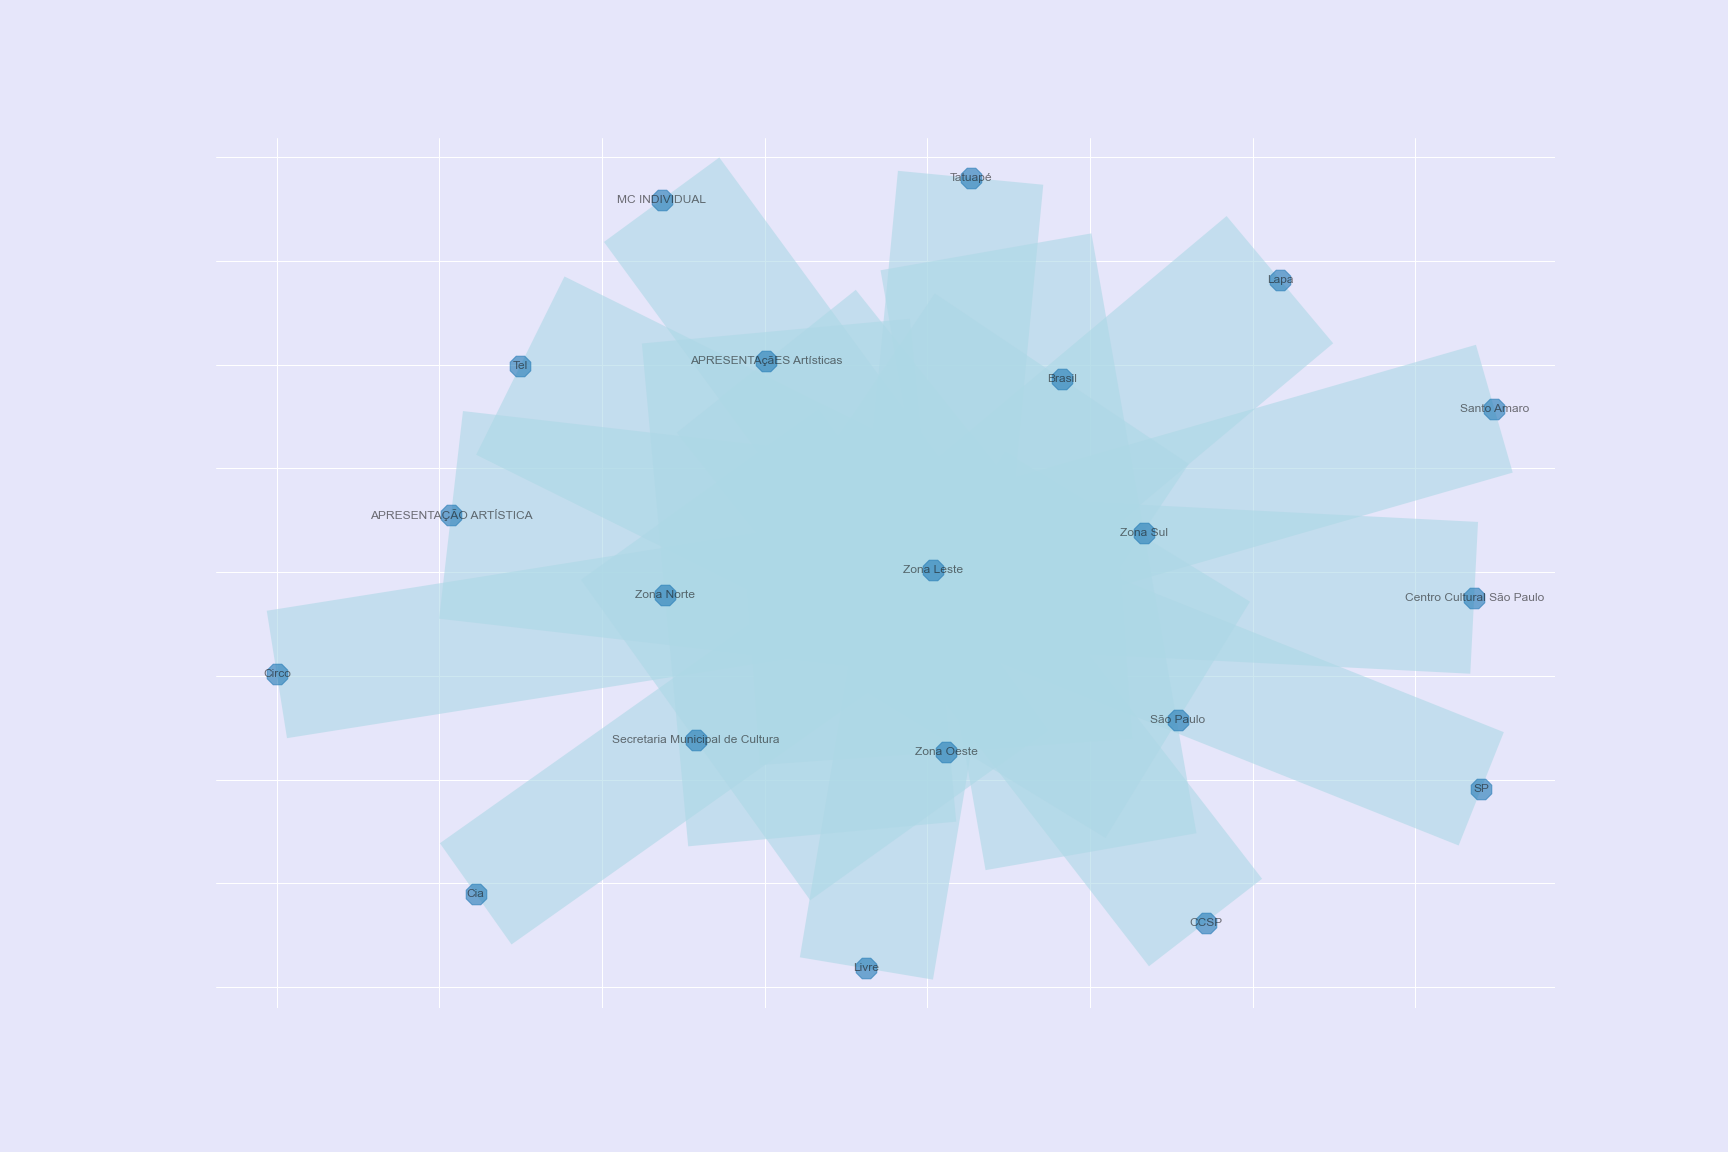 Tatuapé
MC INDIVIDUAL
Lapa
APRESENTAçãES Artísticas
Tel
Brasil
Santo Amaro
APRESENTAÇÃO ARTÍSTICA
Zona Sul
Zona Leste
Zona Norte
Centro Cultural São Paulo
Circo
São Paulo
Secretaria Municipal de Cultura
Zona Oeste
SP
Cia
CCSP
Livre